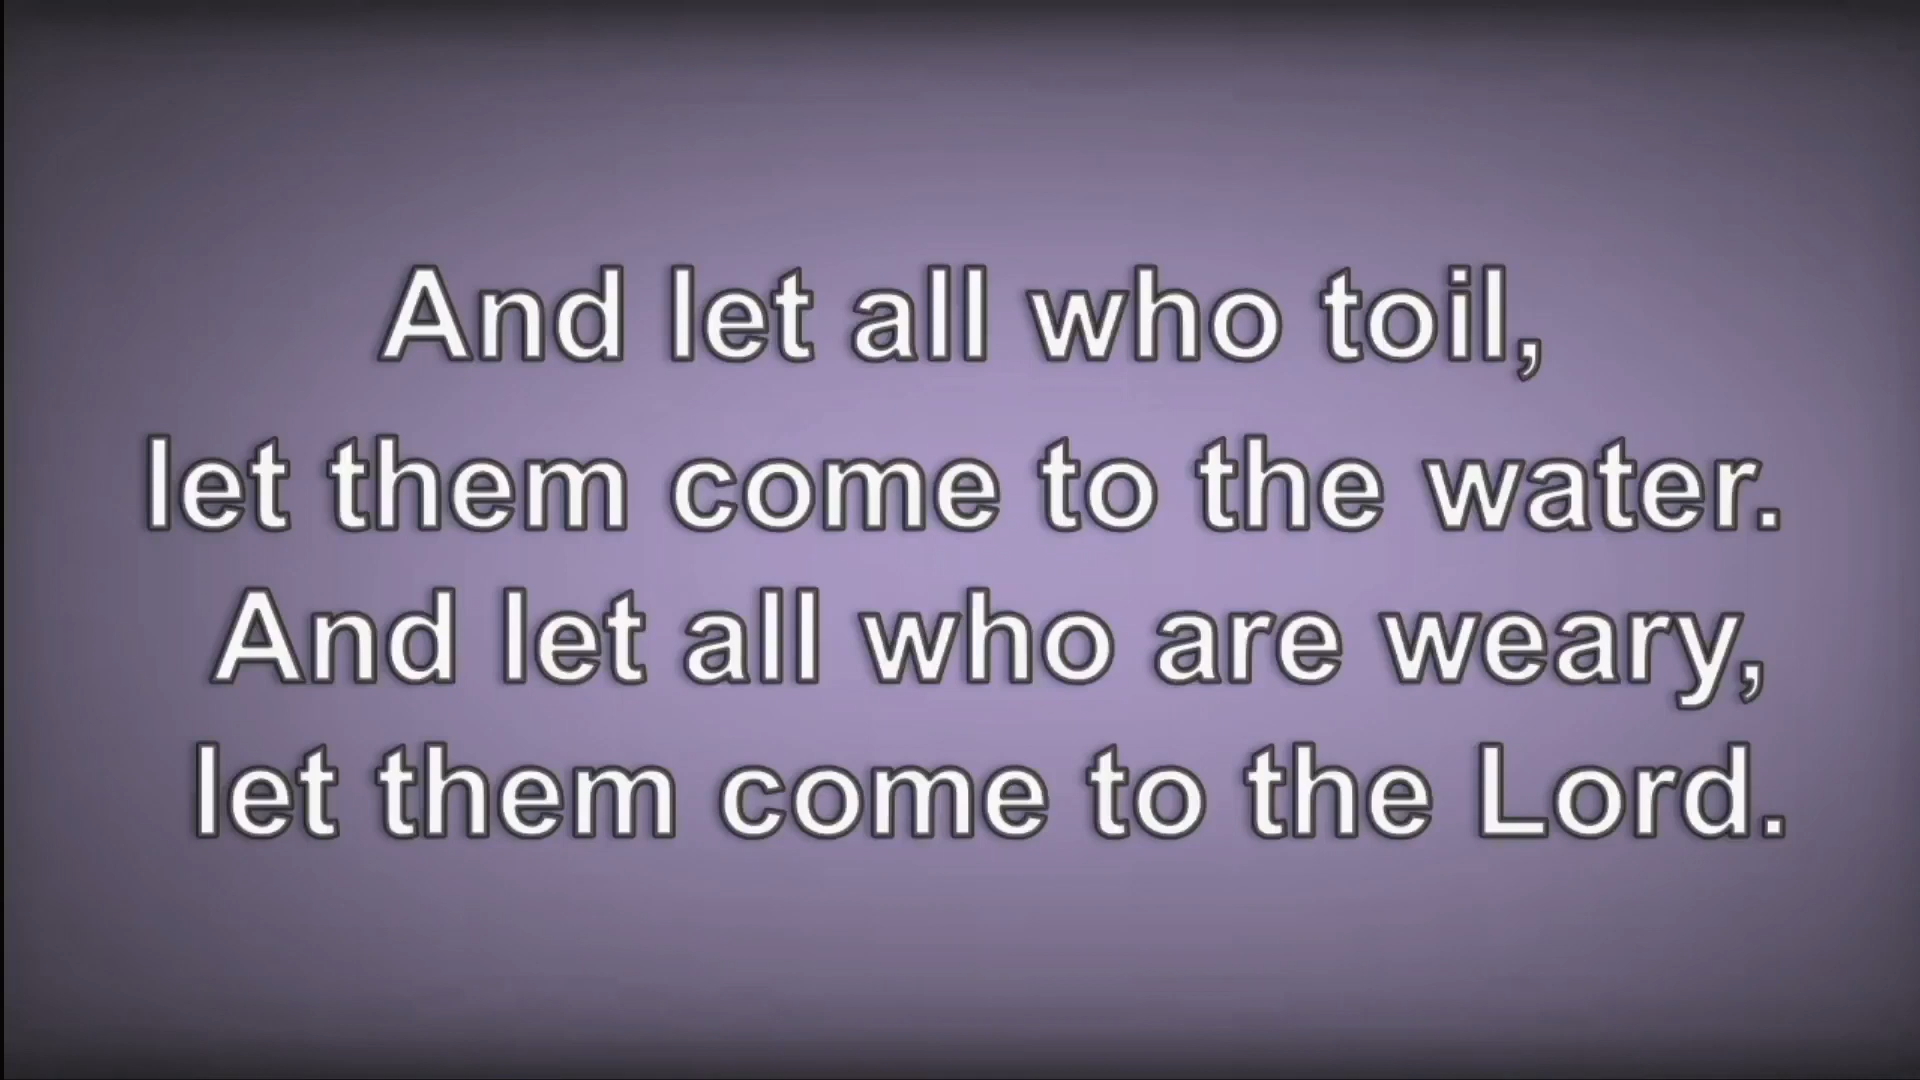 And let all who toil,
let them come to the water.
And let all who are weary,
let them come to the Lord.